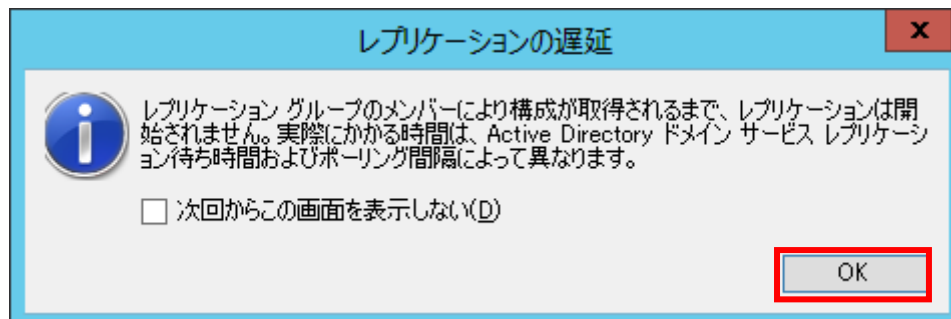 レプリケーションの遅延
x
レプリケーション グループのメンバーにより構成が取得されるまで、レプリケーションは開
始されません。実際にかかる時間は、Active Directory ドメイン サービス レプリケーシ
ョン待ち時間およびポーリング間隔によって異なります。
次回からこの画面を表示しない(D)
OK